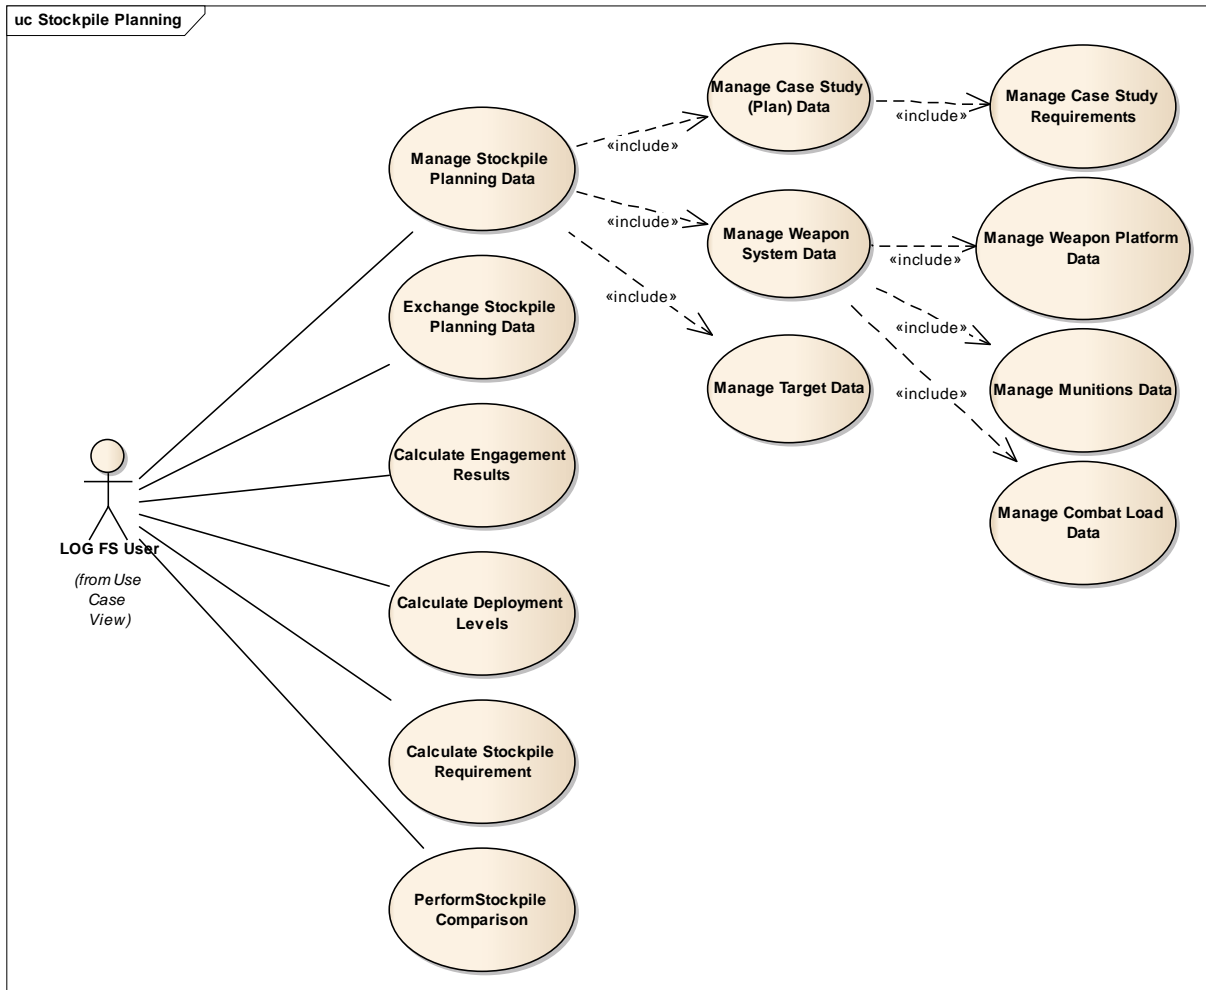 uc Stockpile Planning
Manage Case Study
(Plan) Data
Manage Case Study
Requirements
«include»
Manage Stockpile
Planning Data
«include»
«include»
«include»
Manage Weapon
System Data
«include»
Manage Weapon Platform
Data
«include»
Manage Target Data
«include»
Manage Munitions Data
Manage Combat Load
Data
Exchange Stockpile
Planning Data
Calculate Engagement
Results
LOG FS User
(from Use
Case
View)
Calculate Deployment
Levels
Calculate Stockpile
Requirement
PerformStockpile
Comparison